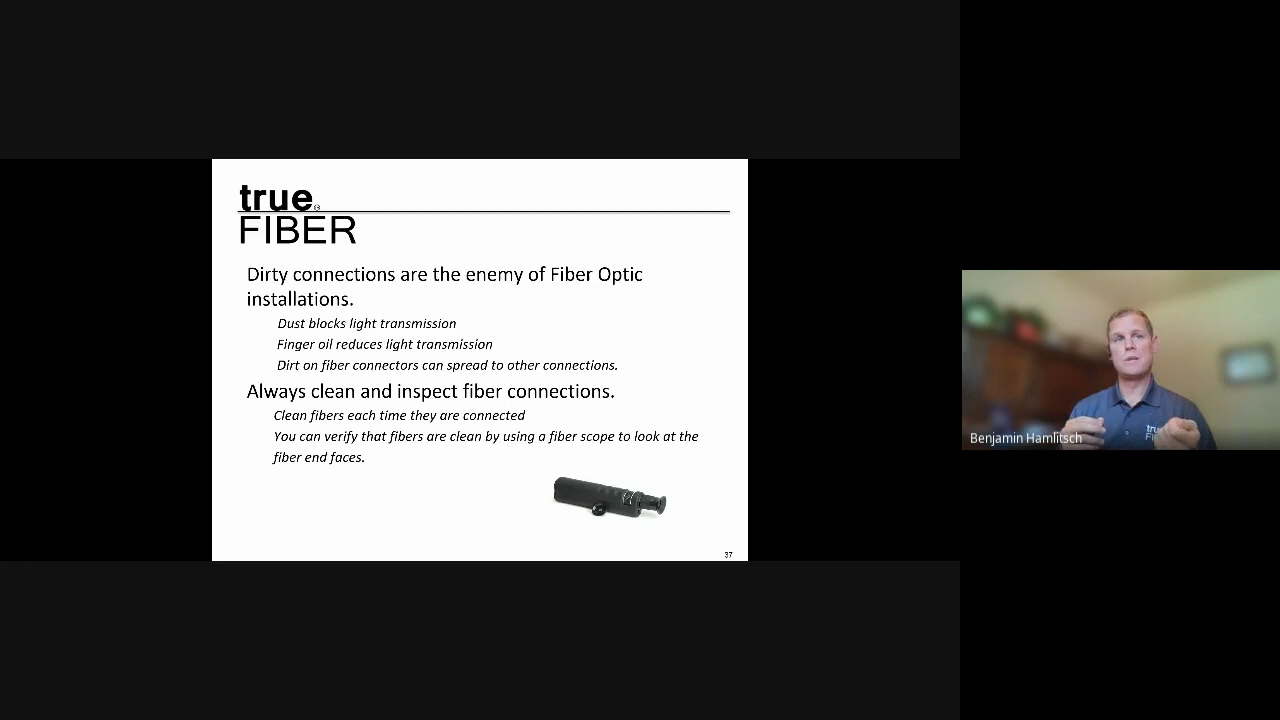 true®
FIBER
Dirty connections are the enemy of Fiber Optic
installations.
Dust blocks light transmission
Finger oil reduces light transmission
Dirt on fiber connectors can spread to other connections.
Always clean and inspect fiber connections.
Clean fibers each time they are connected
You can verify that fibers are clean by using a fiber scope to look at the
fiber end faces.
37
Benjamin Hamlitsch
true